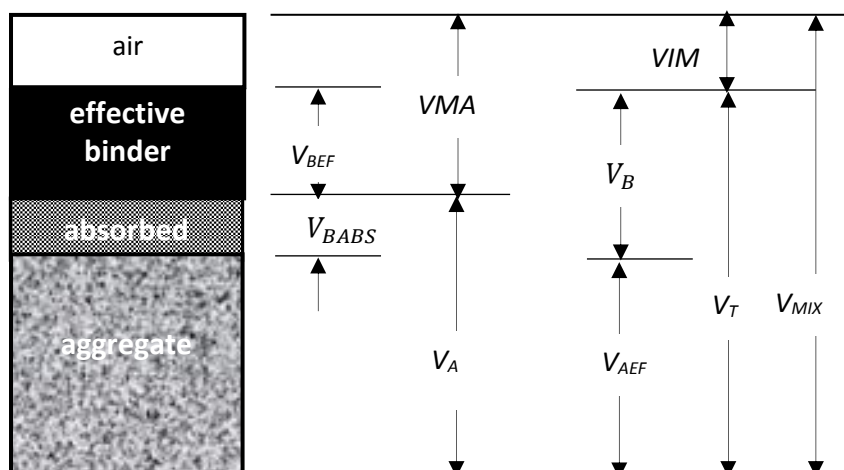 air
effective
binder
absorbed
aggregate
VMA
VIM
V_BEF
V_B
V_BABS
V_A
V_AEF
V_T
V_MIX